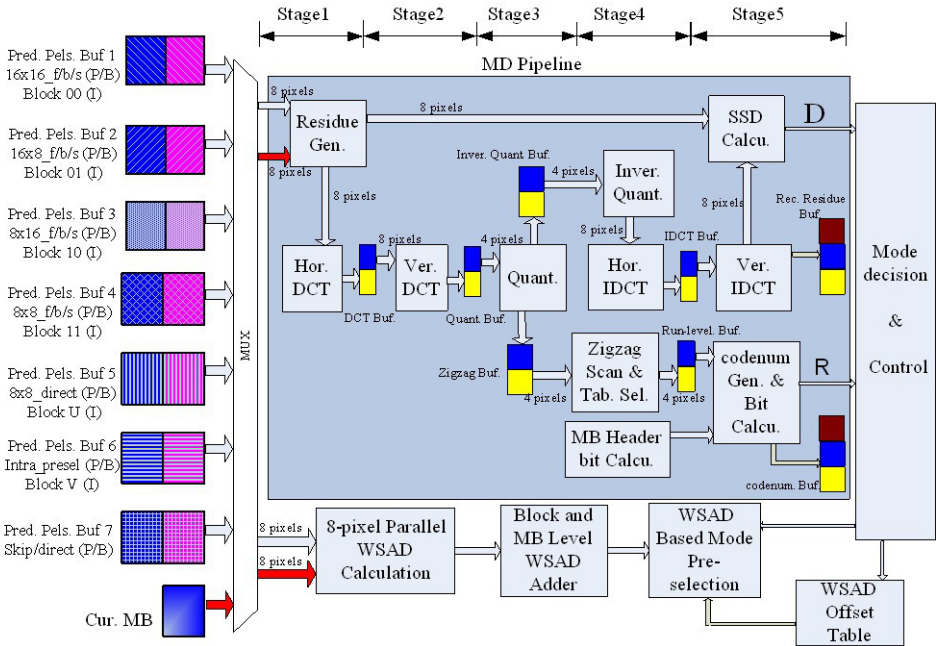 Stage1
Stage2
Stage3
Stage4
Stage5
MD Pipeline
Pred. Pels. Buf 1
16x16_f/b/s (P/B)
Block 00 (I)
Pred. Pels. Buf 2
16x8_f/b/s (P/B)
Block 01 (I)
Pred. Pels. Buf 3
8x16_f/b/s (P/B)
Block 10 (I)
Pred. Pels. Buf 4
8x8_f/b/s (P/B)
Block 11 (I)
Pred. Pels. Buf 5
8x8_direct (P/B)
Block U (I)
Pred. Pels. Buf 6
Intra_presel (P/B)
Block V (I)
Pred. Pels. Buf 7
Skip/direct (P/B)
Cur. MB
MUX
8 pixels
8 pixels
Residue
Gen.
8 pixels
8 pixels
SSD
Calcu.
D
Inver. Quant Buf.
4 pixels
Inver.
Quant.
8 pixels
8 pixels
Rec. Residue
Buf.
Hor.
DCT
8 pixels
DCT Buf.
Ver.
DCT
4 pixels
Quant. Buf.
Quant.
Hor.
IDCT
IDCT Buf.
Ver.
IDCT
Zigzag Buf.
4 pixels
Zigzag
Scan &
Tab. Sel.
Run-level. Buf.
4 pixels
codenum
Gen. &
Bit
Calcu.
R
MB Header
bit Calcu.
codenum. Buf.
Mode
decision
&
Control
8 pixels
8 pixels
8-pixel Parallel
WSAD
Calculation
Block and
MB Level
WSAD
Adder
WSAD
Based Mode
Pre-
selection
WSAD
Offset
Table